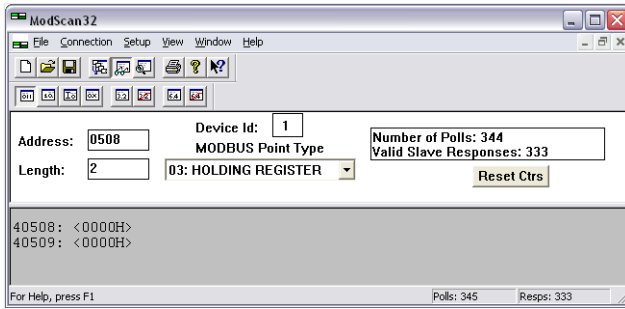 ModScan32
File Connection Setup View Window Help
Address: 0508
Device Id: 1
MODBUS Point Type
Number of Polls: 344
Valid Slave Responses: 333
Length: 2
03: HOLDING REGISTER
Reset Ctrs
40508: <0000H>
40509: <0000H>
For Help, press F1
Polls: 345
Resps: 333